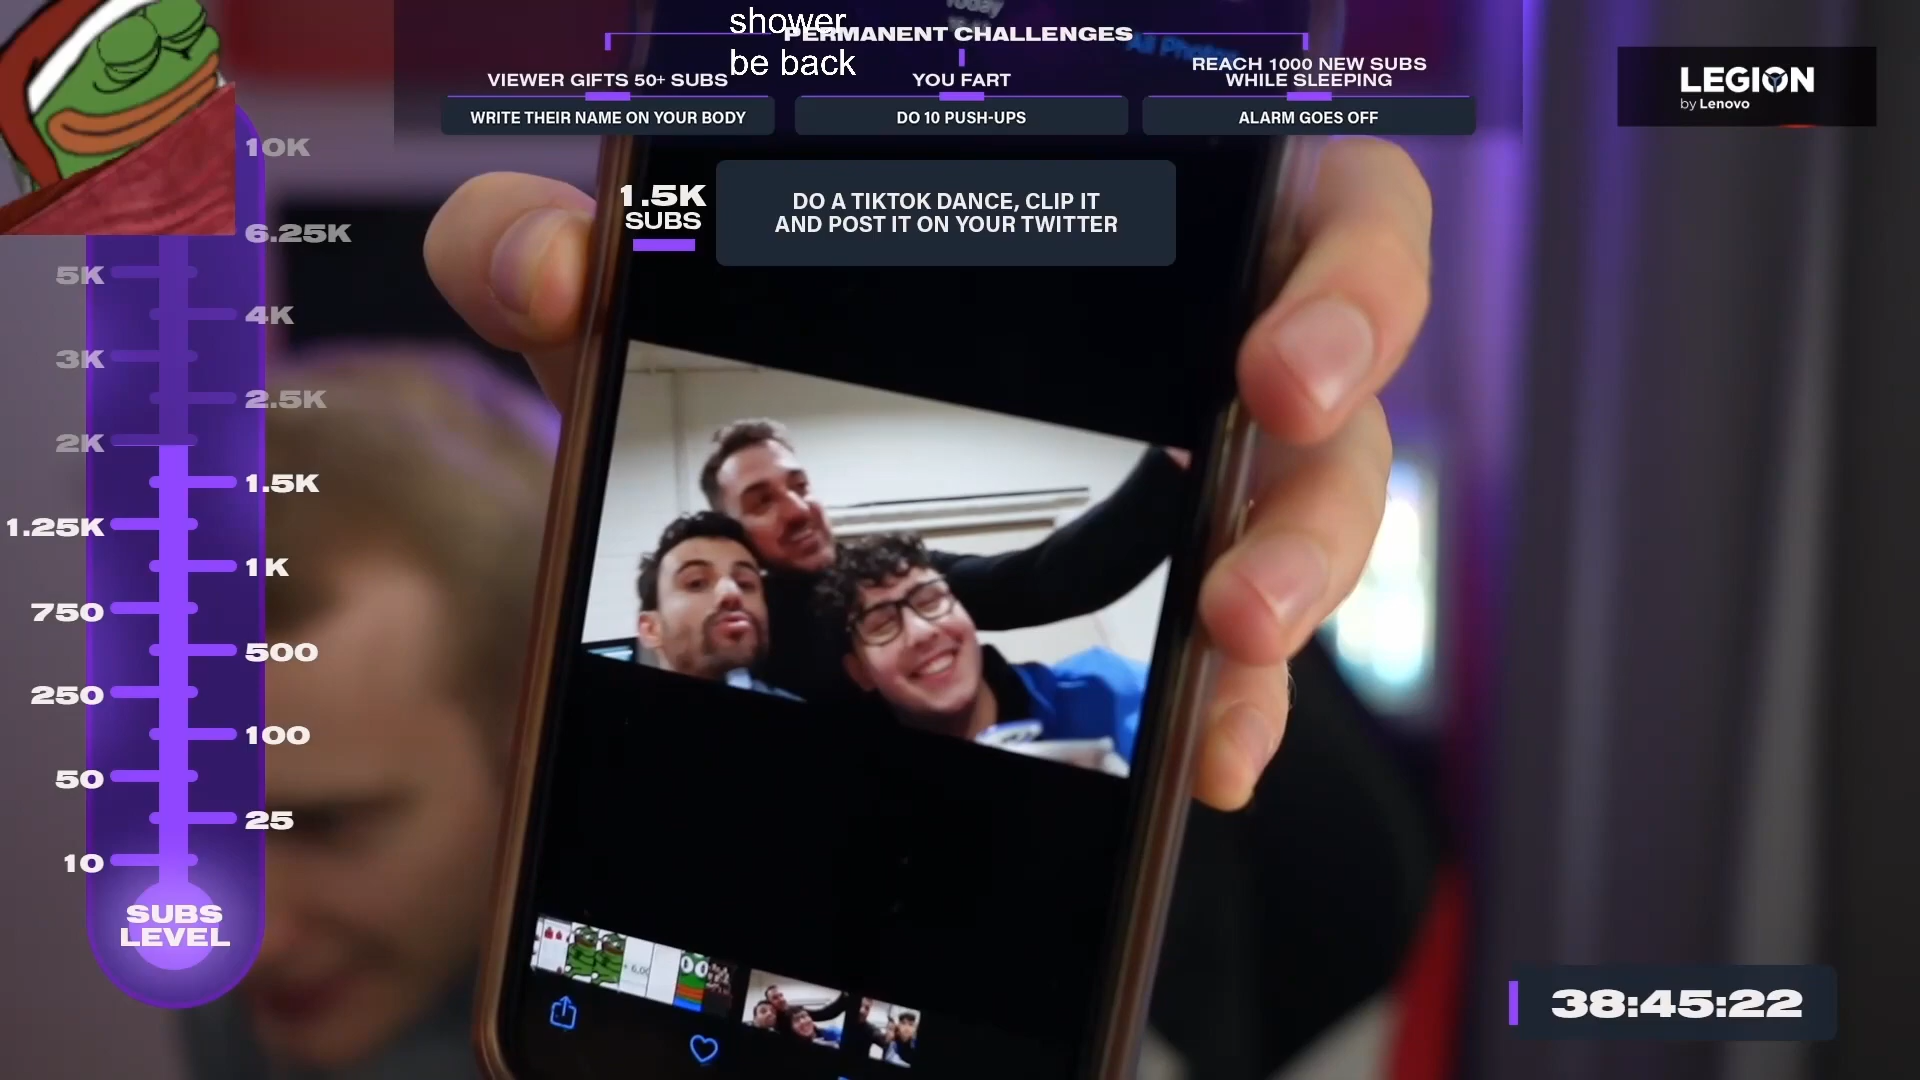 shower
be back
Today
All Photos
PERMANENT CHALLENGES
VIEWER GIFTS 50+ SUBS
WRITE THEIR NAME ON YOUR BODY
YOU FART
DO 10 PUSH-UPS
REACH 1000 NEW SUBS
WHILE SLEEPING
ALARM GOES OFF
LEGION
by Lenovo
1.5K
SUBS
DO A TIKTOK DANCE, CLIP IT
AND POST IT ON YOUR TWITTER
10K
6.25K
5K
4K
3K
2.5K
2K
1.5K
1.25K
1K
750
500
250
100
50
25
10
SUBS
LEVEL
38:45:22